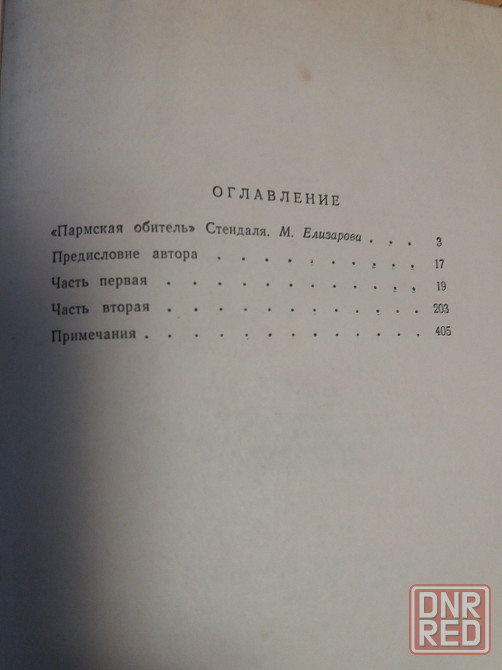 ОГЛАВЛЕНИЕ
«Пармская обитель» Стендаля, М. Елизарова . . . 3
Предисловие автора . . . . . . . . . . 17
Часть первая . . . . . . . . . . . . 19
Часть вторая . . . . . . . . . . . . 203
Примечания . . . . . . . . . . . . 405
DNR
RED